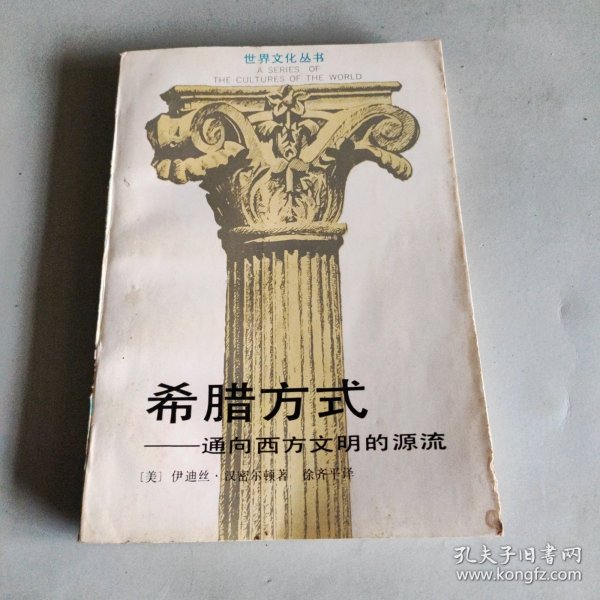 世界文化丛书
A SERIES OF
THE CULTURES OF THE WORLD
希腊方式
——通向西方文明的源流
[美] 伊迪丝·汉密尔顿著 徐齐平译
孔夫子旧书网
www.kongfz.com